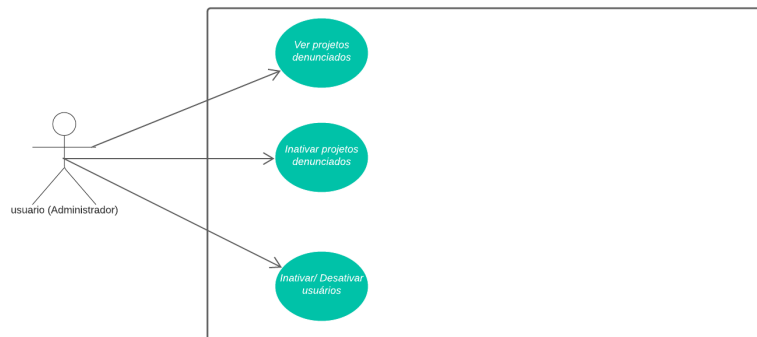 Ver projetos
denunciados
Inativar projetos
denunciados
usuario (Administrador)
Inativar/ Desativar
usuários